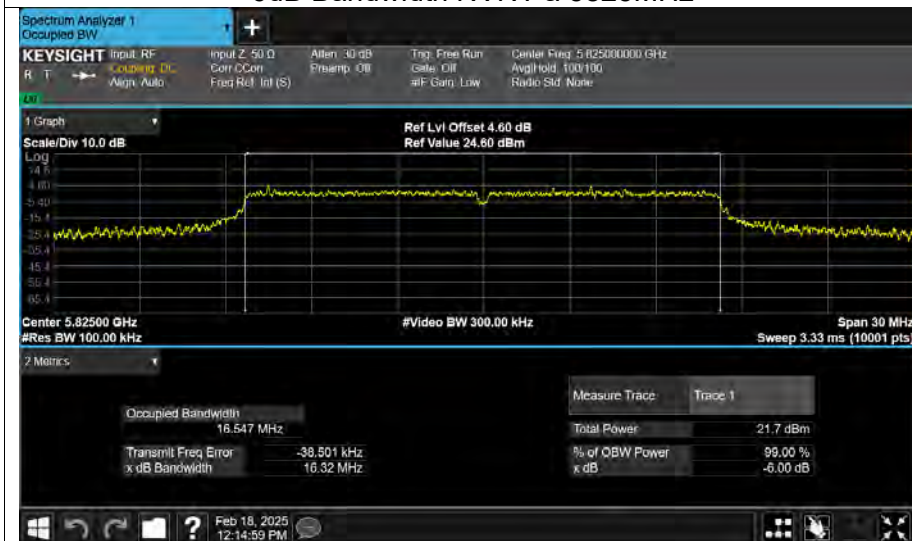 Spectrum Analyzer 1
Occupied BW
+
KEYSIGHT Input: RF
R T
Coupling: DC
Align: Auto
Input Z: 50 Ω
Corr CCorr
Freq Ref: Int (S)
Atten: 30 dB
Preamp: Off
Trig: Free Run
Gate: Off
#IF Gain: Low
Center Freq: 5.825000000 GHz
Avg|Hold: 100/100
Radio Std: None
1 Graph
Scale/Div 10.0 dB
Ref Lvl Offset 4.60 dB
Ref Value 24.60 dBm
Log
14.6
4.60
-5.40
-15.4
-25.4
-35.4
-45.4
-55.4
-65.4
Center 5.82500 GHz
#Res BW 100.00 kHz
#Video BW 300.00 kHz
Span 30 MHz
Sweep 3.33 ms (10001 pts)
2 Metrics
Occupied Bandwidth
16.547 MHz
Transmit Freq Error -38.501 kHz
x dB Bandwidth 16.32 MHz
Measure Trace Trace 1
Total Power 21.7 dBm
% of OBW Power 99.00 %
x dB -6.00 dB
?
Feb 18, 2025
12:14:59 PM